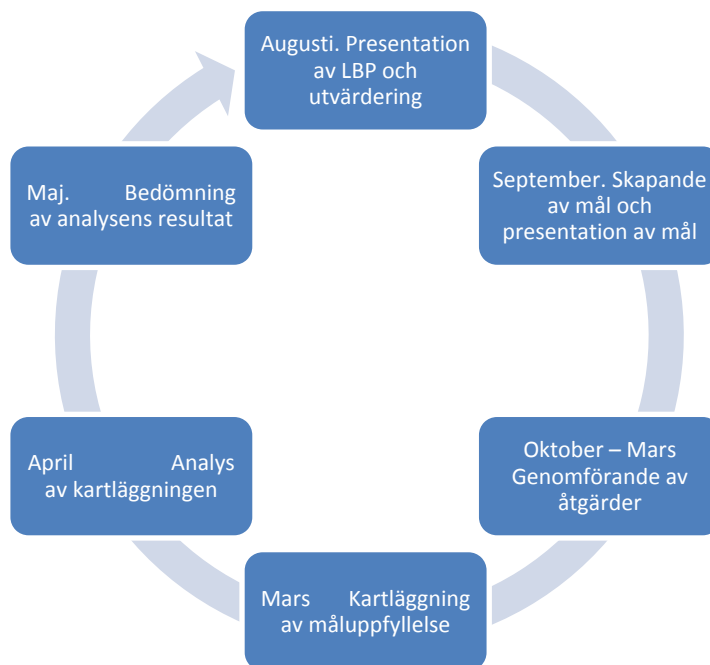 Augusti. Presentation
av LBP och
utvärdering
September. Skapande
av mål och
presentation av mål
Oktober – Mars
Genomförande av
åtgärder
Mars Kartläggning
av måluppfyllelse
April Analys
av kartläggningen
Maj. Bedömning
av analysens resultat